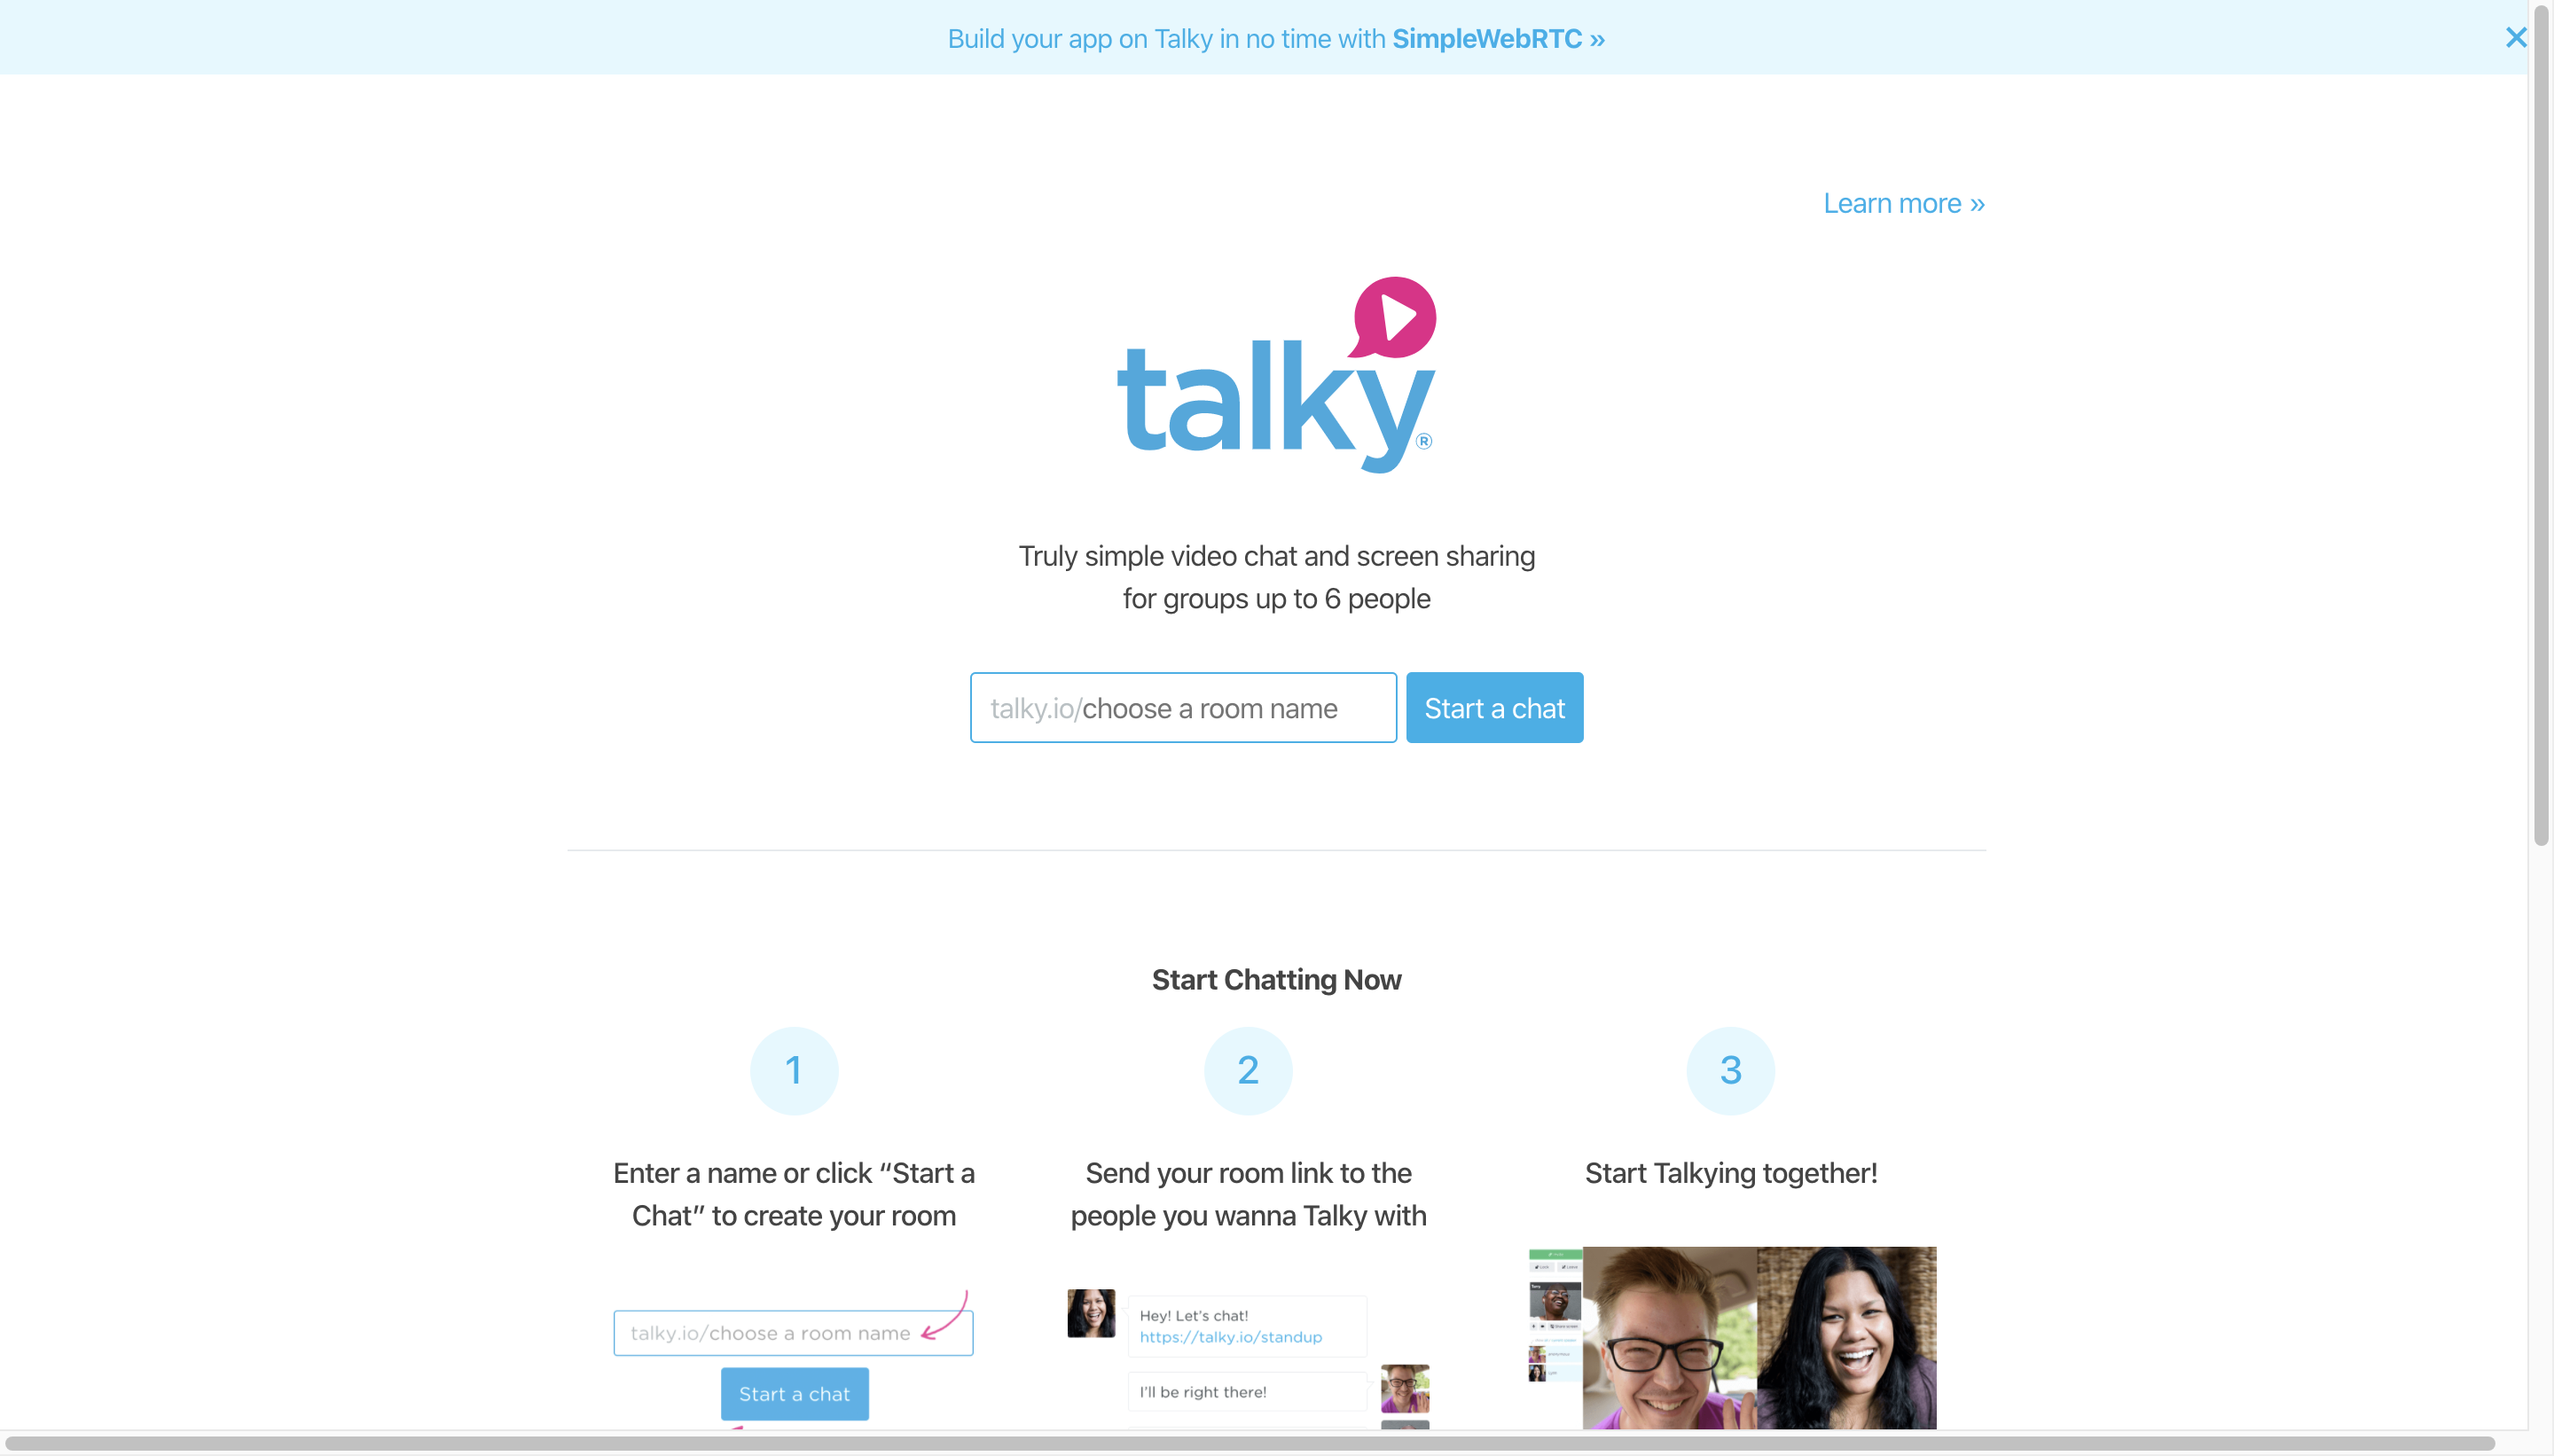 Build your app on Talky in no time with SimpleWebRTC »
Learn more »
talky®
Truly simple video chat and screen sharing
for groups up to 6 people
talky.io/choose a room name
Start a chat
Start Chatting Now
1
2
3
Enter a name or click “Start a
Chat” to create your room
Send your room link to the
people you wanna Talky with
Start Talkying together!
talky.io/choose a room name
Start a chat
Hey! Let’s chat!
https://talky.io/standup
I’ll be right there!